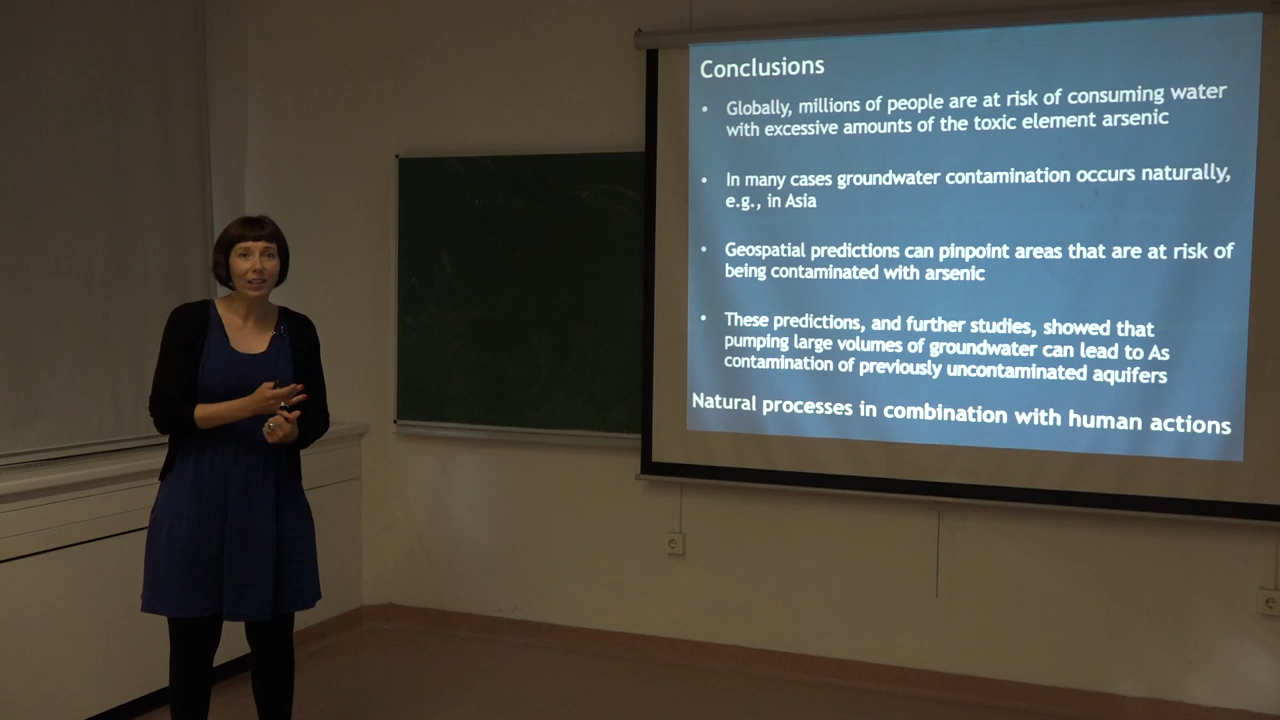 Conclusions
• Globally, millions of people are at risk of consuming water
with excessive amounts of the toxic element arsenic
• In many cases groundwater contamination occurs naturally,
e.g., in Asia
• Geospatial predictions can pinpoint areas that are at risk of
being contaminated with arsenic
• These predictions, and further studies, showed that
pumping large volumes of groundwater can lead to As
contamination of previously uncontaminated aquifers
Natural processes in combination with human actions